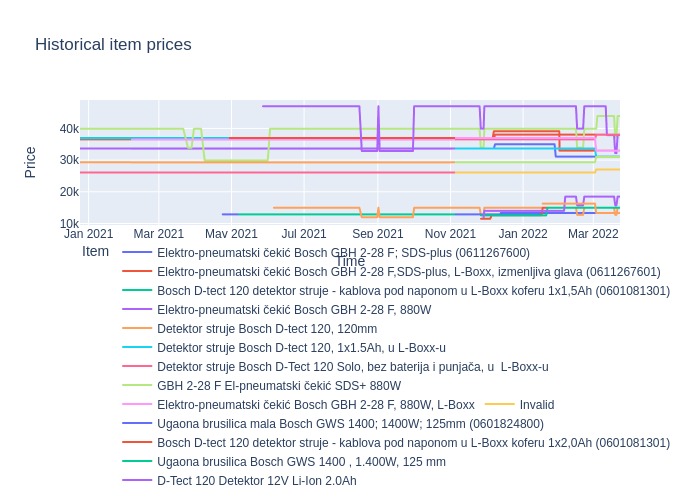 Historical item prices
Price
40k
30k
20k
10k
Jan 2021 Mar 2021 May 2021 Jul 2021 Sep 2021 Nov 2021 Jan 2022 Mar 2022
Time
Item
Elektro-pneumatski čekić Bosch GBH 2-28 F; SDS-plus (0611267600)
Elektro-pneumatski čekić Bosch GBH 2-28 F,SDS-plus, L-Boxx, izmenljiva glava (0611267601)
Bosch D-tect 120 detektor struje - kablova pod naponom u L-Boxx koferu 1x1,5Ah (0601081301)
Elektro-pneumatski čekić Bosch GBH 2-28 F, 880W
Detektor struje Bosch D-tect 120, 120mm
Detektor struje Bosch D-tect 120, 1x1.5Ah, u L-Boxx-u
Detektor struje Bosch D-Tect 120 Solo, bez baterija i punjača, u L-Boxx-u
GBH 2-28 F El-pneumatski čekić SDS+ 880W
Elektro-pneumatski čekić Bosch GBH 2-28 F, 880W, L-Boxx Invalid
Ugaona brusilica mala Bosch GWS 1400; 1400W; 125mm (0601824800)
Bosch D-tect 120 detektor struje - kablova pod naponom u L-Boxx koferu 1x2,0Ah (0601081301)
Ugaona brusilica Bosch GWS 1400 , 1.400W, 125 mm
D-Tect 120 Detektor 12V Li-Ion 2.0Ah